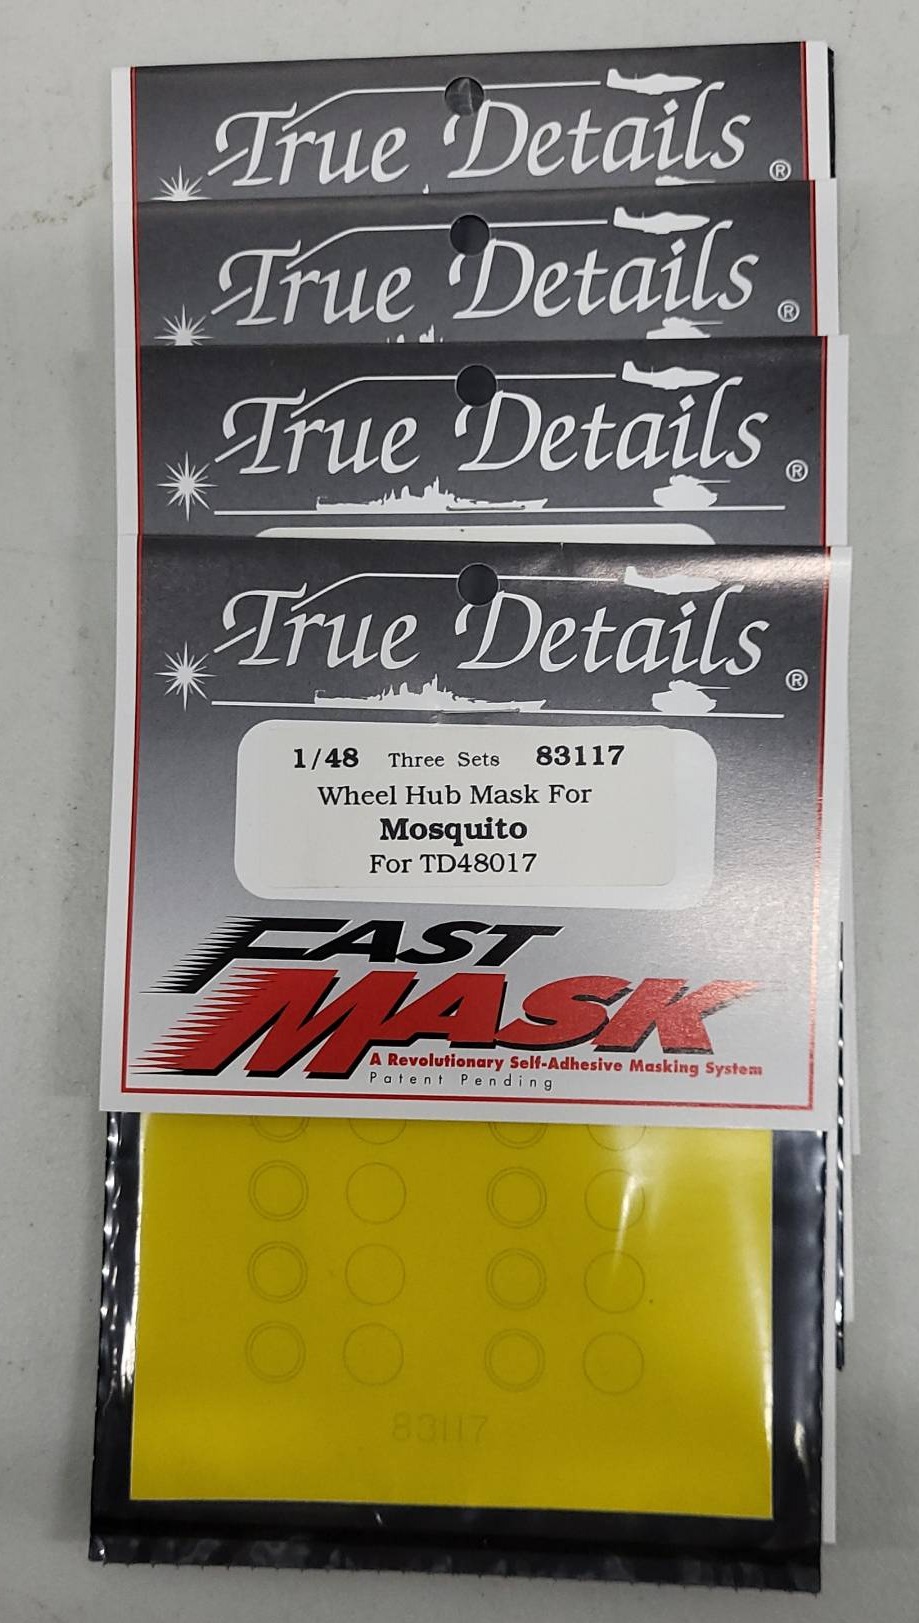 True Details ®
True Details ®
True Details ®
True Details ®
1/48 Three Sets 83117
Wheel Hub Mask For
Mosquito
For TD48017
FAST
MASK
A Revolutionary Self-Adhesive Masking System
Patent Pending
83117